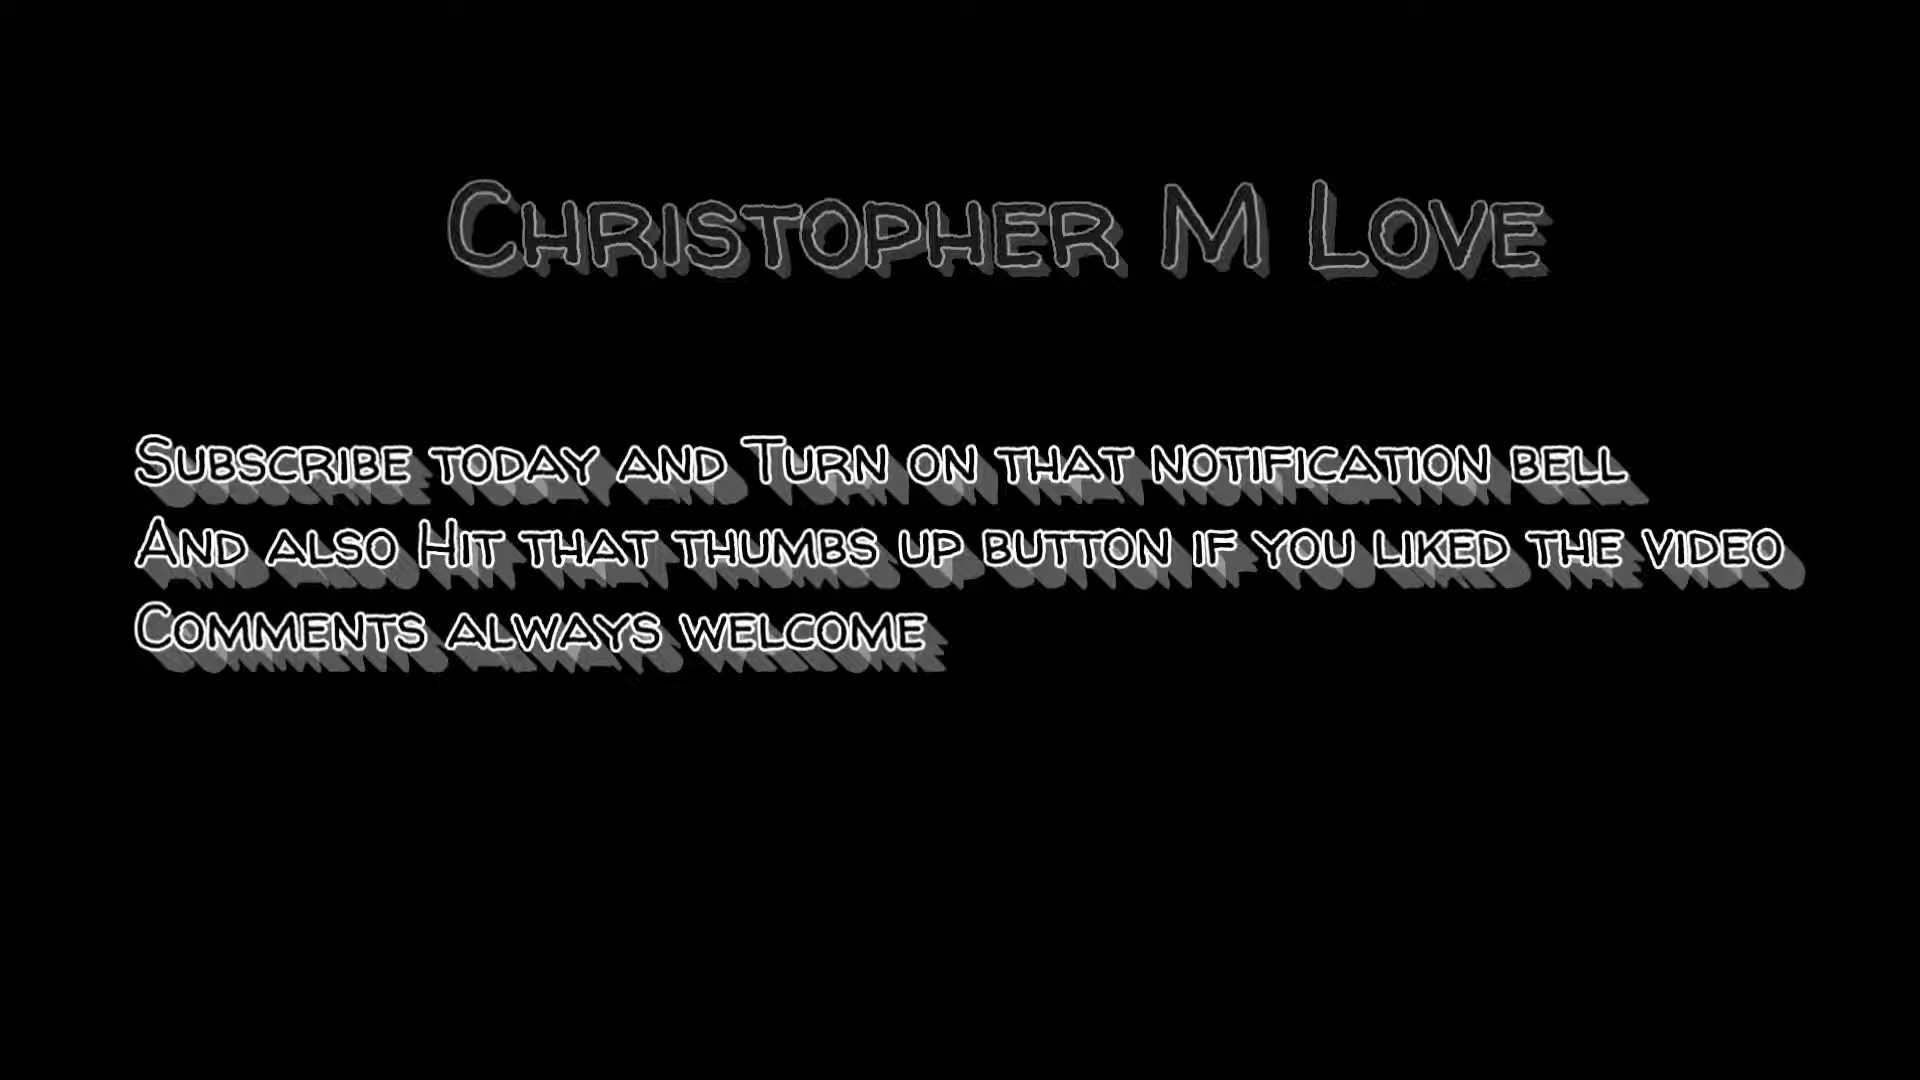 Christopher M Love
Subscribe today and Turn on that notification bell
And also Hit that thumbs up button if you liked the video
Comments always welcome